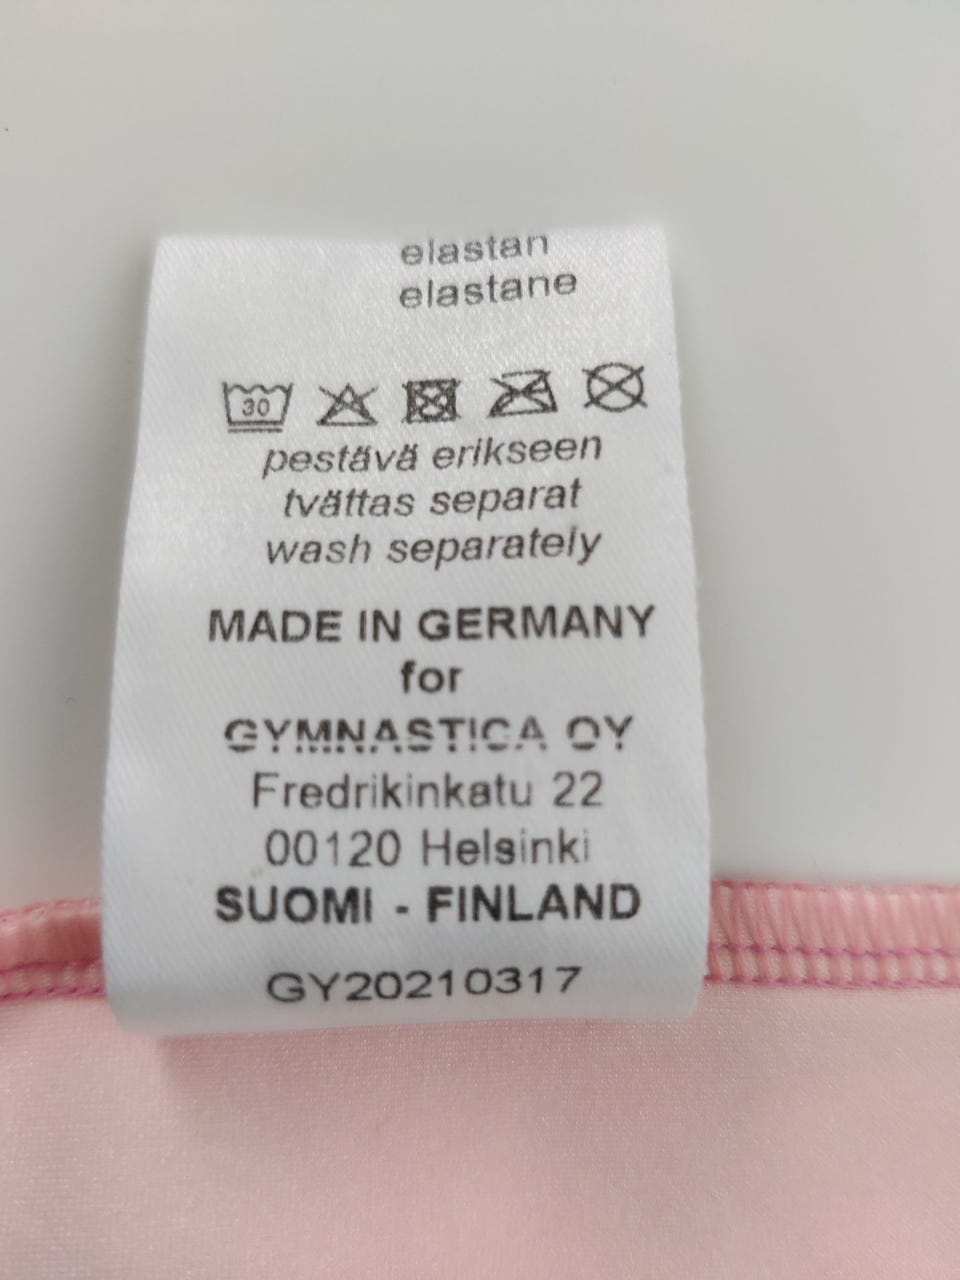 elastan
elastane
30
pestävä erikseen
tvättas separat
wash separately
MADE IN GERMANY
for
GYMNASTICA OY
Fredrikinkatu 22
00120 Helsinki
SUOMI - FINLAND
GY20210317